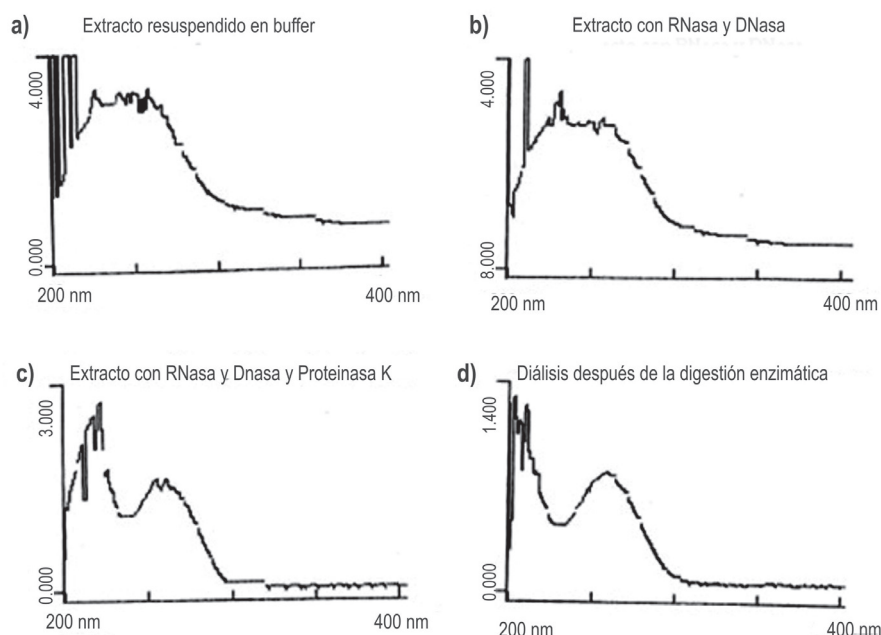 a) Extracto resuspendido en buffer
4.000
0.000
200 nm 400 nm
b) Extracto con RNasa y DNasa
4.000
8.000
200 nm 400 nm
c) Extracto con RNasa y Dnasa y Proteinasa K
3.000
0.000
200 nm 400 nm
d) Diálisis después de la digestión enzimática
1.400
0.000
200 nm 400 nm